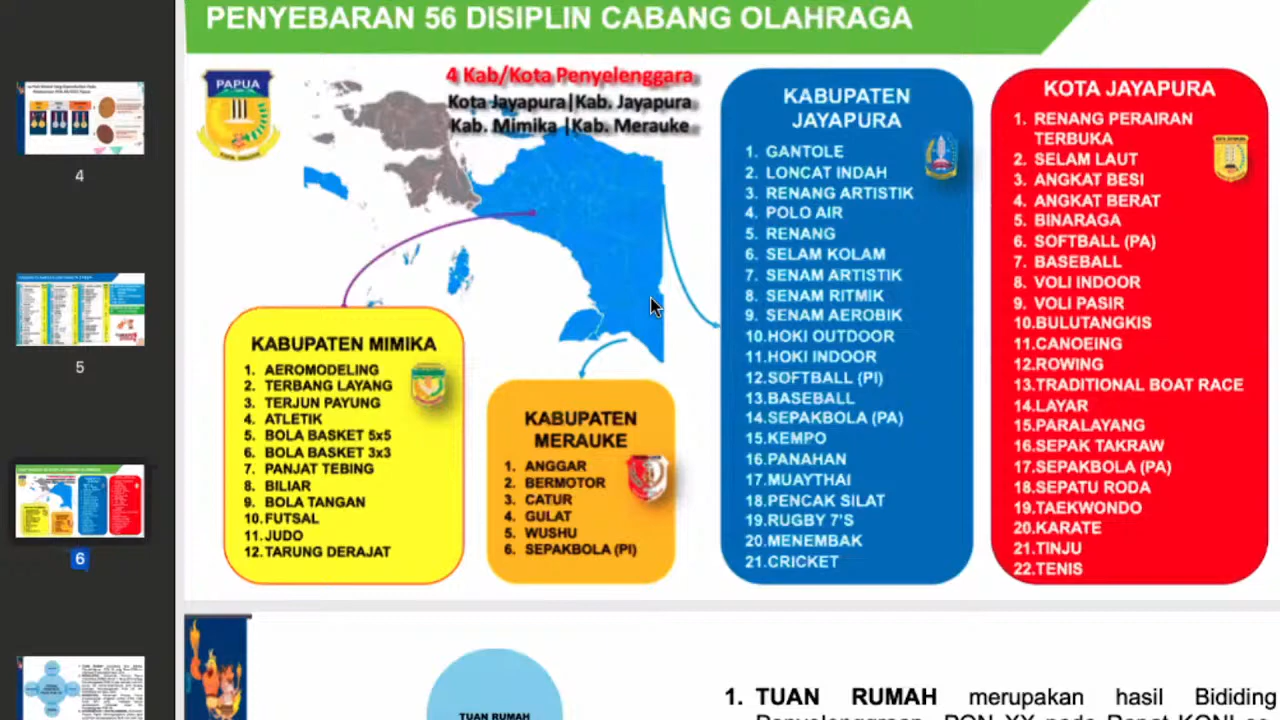 PENYEBARAN 56 DISIPLIN CABANG OLAHRAGA
PAPUA
4 Kab/Kota Penyelenggara
Kota Jayapura|Kab. Jayapura
Kab. Mimika |Kab. Merauke
KABUPATEN MIMIKA
1. AEROMODELING
2. TERBANG LAYANG
3. TERJUN PAYUNG
4. ATLETIK
5. BOLA BASKET 5x5
6. BOLA BASKET 3x3
7. PANJAT TEBING
8. BILIAR
9. BOLA TANGAN
10.FUTSAL
11.JUDO
12.TARUNG DERAJAT
KABUPATEN
MERAUKE
1. ANGGAR
2. BERMOTOR
3. CATUR
4. GULAT
5. WUSHU
6. SEPAKBOLA (PI)
KABUPATEN
JAYAPURA
1. GANTOLE
2. LONCAT INDAH
3. RENANG ARTISTIK
4. POLO AIR
5. RENANG
6. SELAM KOLAM
7. SENAM ARTISTIK
8. SENAM RITMIK
9. SENAM AEROBIK
10.HOKI OUTDOOR
11.HOKI INDOOR
12.SOFTBALL (PI)
13.BASEBALL
14.SEPAKBOLA (PA)
15.KEMPO
16.PANAHAN
17.MUAYTHAI
18.PENCAK SILAT
19.RUGBY 7'S
20.MENEMBAK
21.CRICKET
KOTA JAYAPURA
1. RENANG PERAIRAN
TERBUKA
2. SELAM LAUT
3. ANGKAT BESI
4. ANGKAT BERAT
5. BINARAGA
6. SOFTBALL (PA)
7. BASEBALL
8. VOLI INDOOR
9. VOLI PASIR
10.BULUTANGKIS
11.CANOEING
12.ROWING
13.TRADITIONAL BOAT RACE
14.LAYAR
15.PARALAYANG
16.SEPAK TAKRAW
17.SEPAKBOLA (PA)
18.SEPATU RODA
19.TAEKWONDO
20.KARATE
21.TINJU
22.TENIS
4
5
6
TUAN RUMAH
1. TUAN RUMAH merupakan hasil Bididing